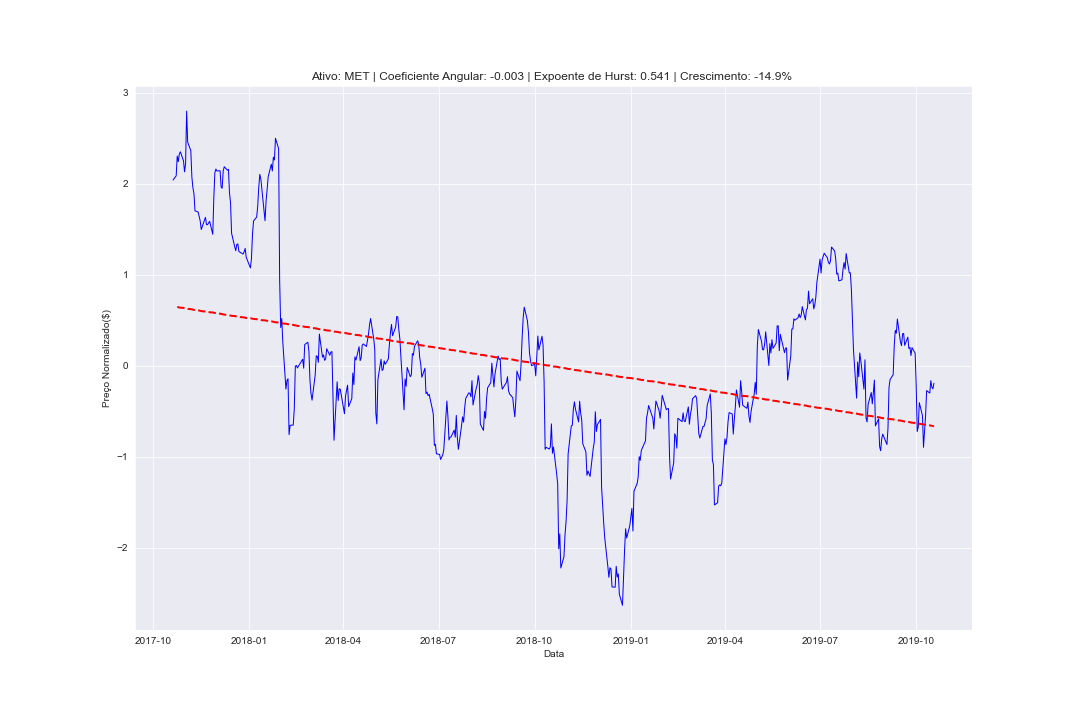 Ativo: MET | Coeficiente Angular: -0.003 | Expoente de Hurst: 0.541 | Crescimento: -14.9%
3
2
1
0
−1
−2
Preço Normalizado($)
2017-10 2018-01 2018-04 2018-07 2018-10 2019-01 2019-04 2019-07 2019-10
Data